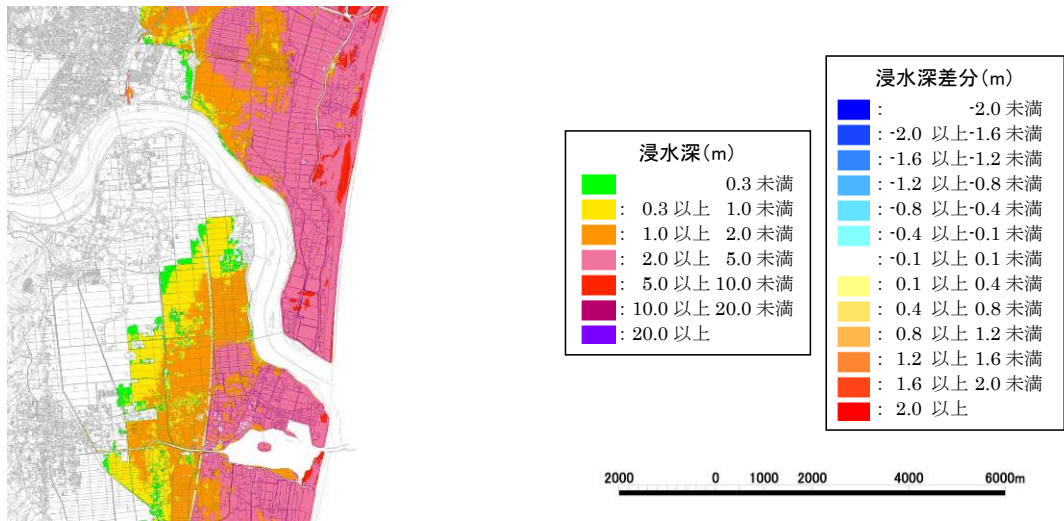 浸水深(m)
0.3 未満
: 0.3 以上 1.0 未満
: 1.0 以上 2.0 未満
: 2.0 以上 5.0 未満
: 5.0 以上 10.0 未満
: 10.0 以上 20.0 未満
: 20.0 以上
浸水深差分(m)
: -2.0 未満
: -2.0 以上 -1.6 未満
: -1.6 以上 -1.2 未満
: -1.2 以上 -0.8 未満
: -0.8 以上 -0.4 未満
: -0.4 以上 -0.1 未満
: -0.1 以上 0.1 未満
: 0.1 以上 0.4 未満
: 0.4 以上 0.8 未満
: 0.8 以上 1.2 未満
: 1.2 以上 1.6 未満
: 1.6 以上 2.0 未満
: 2.0 以上
2000 0 1000 2000 4000 6000m